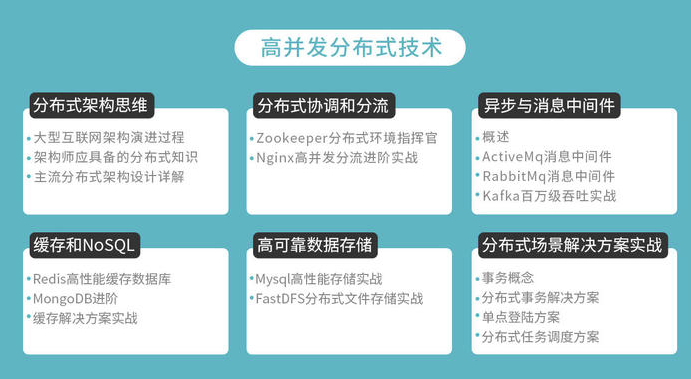 高并发分布式技术
分布式架构思维
•大型互联网架构演进过程
•架构师应具备的分布式知识
•主流分布式架构设计详解
分布式协调和分流
•Zookeeper分布式环境指挥官
•Nginx高并发分流进阶实战
异步与消息中间件
•概述
•ActiveMq消息中间件
•RabbitMq消息中间件
•Kafka百万级吞吐实战
缓存和NoSQL
•Redis高性能缓存数据库
•MongoDB进阶
•缓存解决方案实战
高可靠数据存储
•Mysql高性能存储实战
•FastDFS分布式文件存储实战
分布式场景解决方案实战
•事务概念
•分布式事务解决方案
•单点登陆方案
•分布式任务调度方案